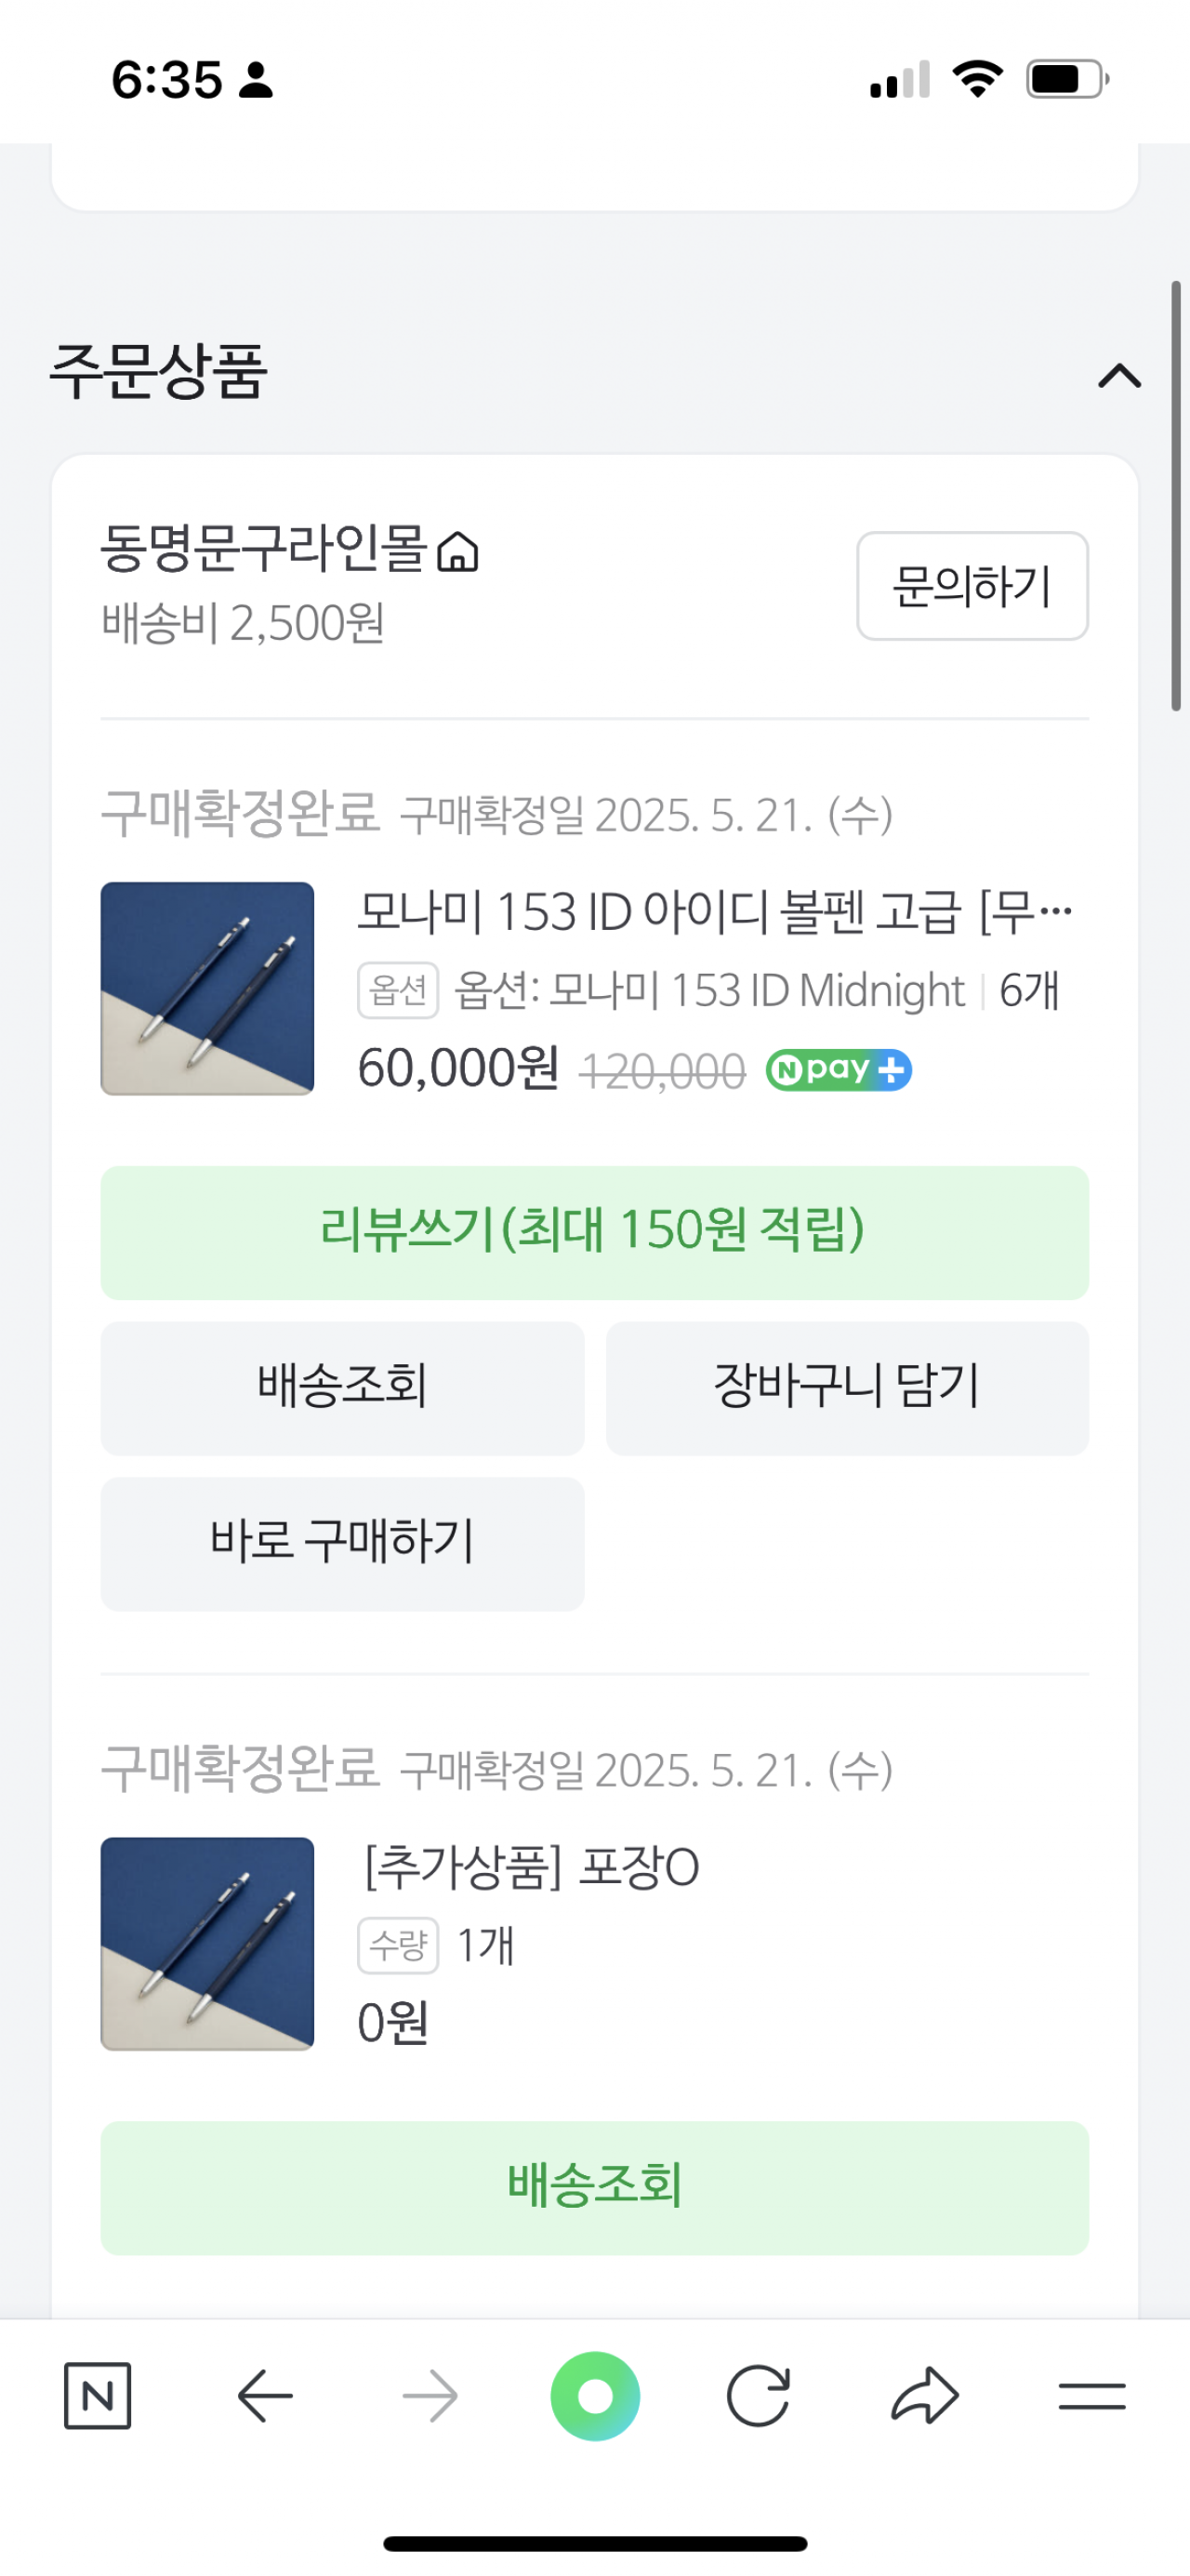 6:35
주문상품
동명문구라인몰
배송비 2,500원
문의하기
구매확정완료 구매확정일 2025. 5. 21. (수)
모나미 153 ID 아이디 볼펜 고급 [무…
옵션 옵션: 모나미 153 ID Midnight 6개
60,000원 120,000 N pay +
리뷰쓰기(최대 150원 적립)
배송조회
장바구니 담기
바로 구매하기
구매확정완료 구매확정일 2025. 5. 21. (수)
[추가상품] 포장O
수량 1개
0원
배송조회
N